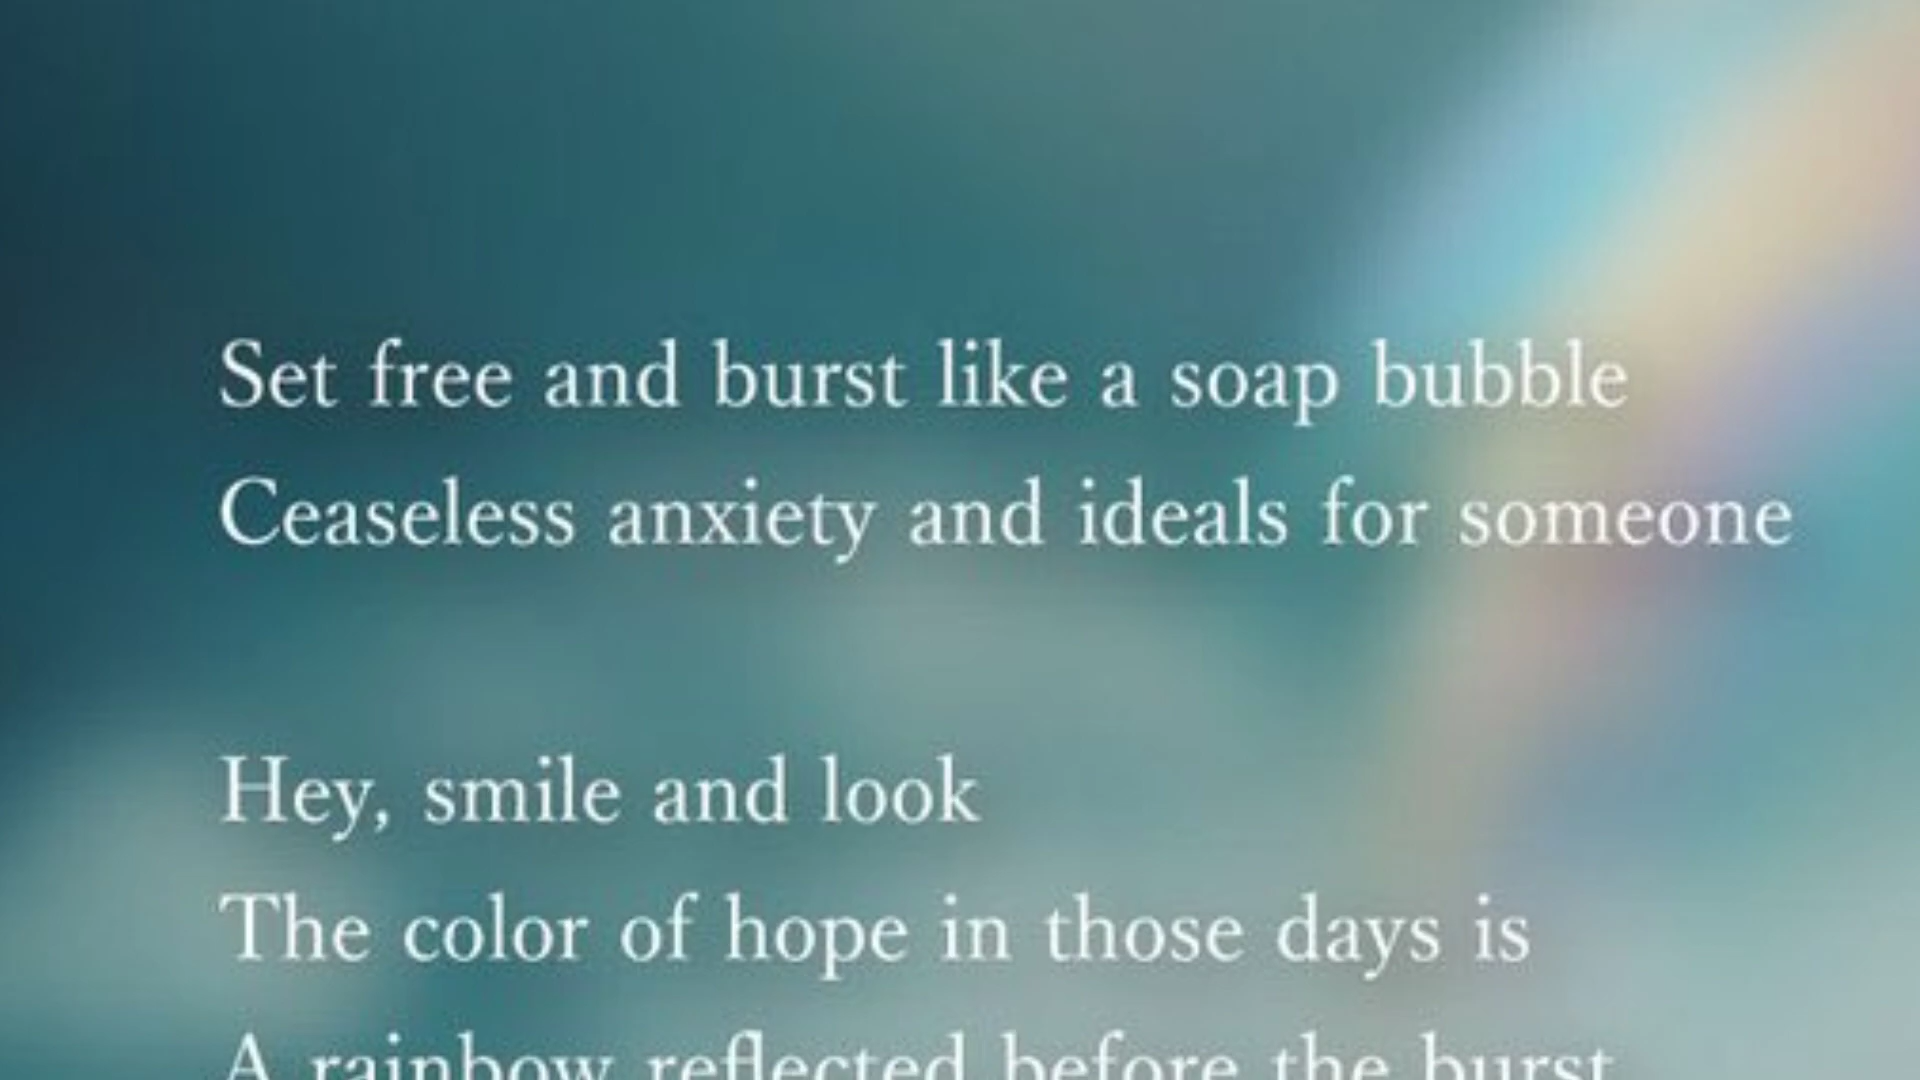 Set free and burst like a soap bubble
Ceaseless anxiety and ideals for someone
Hey, smile and look
The color of hope in those days is
A rainbow reflected before the burst